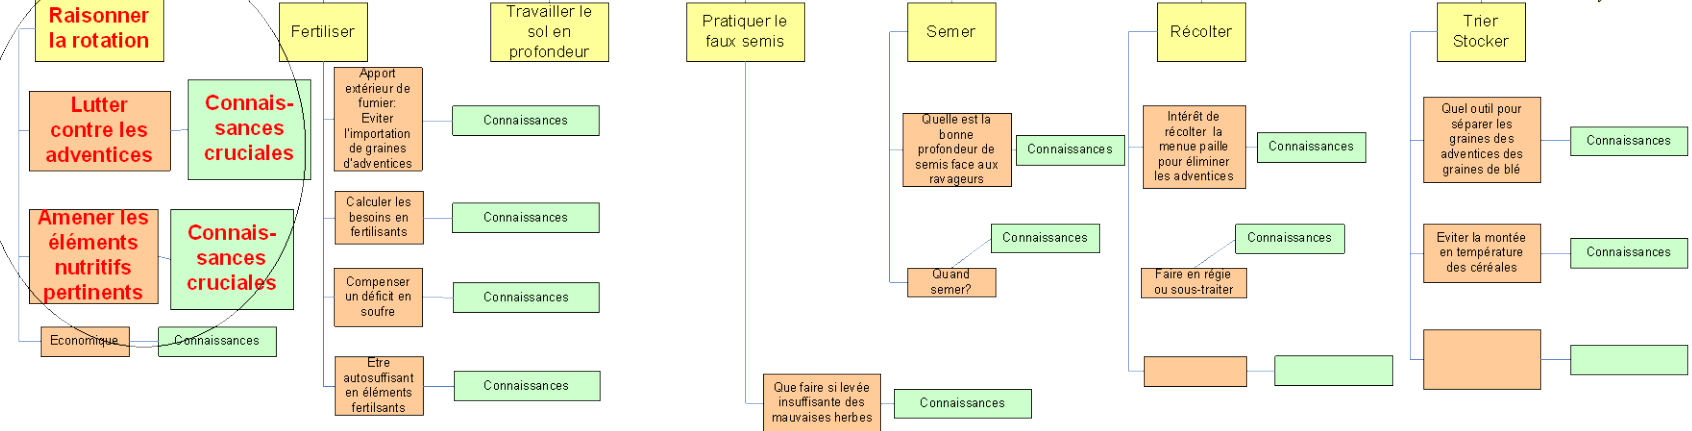 Raisonner
la rotation
Fertiliser
Travailler le
sol en
profondeur
Pratiquer le
faux semis
Semer
Récolter
Trier
Stocker
Lutter
contre les
adventices
Connais-
sances
cruciales
Amener les
éléments
nutritifs
pertinents
Connais-
sances
cruciales
Economique
Connaissances
Apport
extérieur de
fumier:
Eviter
l'importation
de graines
d'adventices
Connaissances
Calculer les
besoins en
fertilisants
Connaissances
Compenser
un déficit en
soufre
Connaissances
Etre
autosuffisant
en éléments
fertilsants
Connaissances
Que faire si levée
insuffisante des
mauvaises herbes
Connaissances
Quelle est la
bonne
profondeur de
semis face aux
ravageurs
Connaissances
Quand
semer?
Connaissances
Intérêt de
récolter la
menue paille
pour éliminer
les adventices
Connaissances
Faire en régie
ou sous-traiter
Connaissances
Quel outil pour
séparer les
graines des
adventices des
graines de blé
Connaissances
Eviter la montée
en température
des céréales
Connaissances